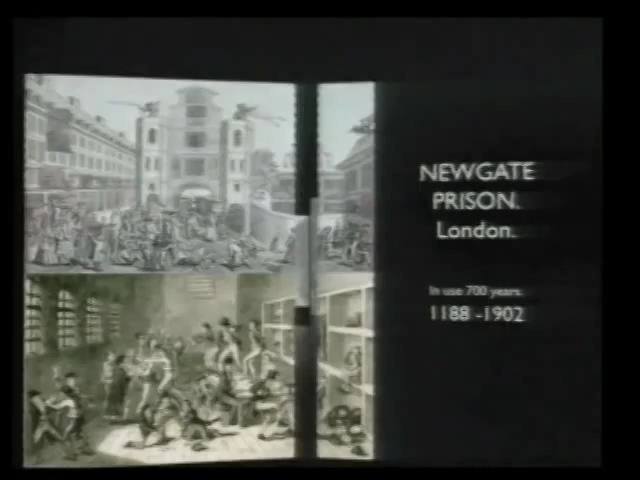 NEWGATE
PRISON.
London.
In use 700 years.
1188 -1902